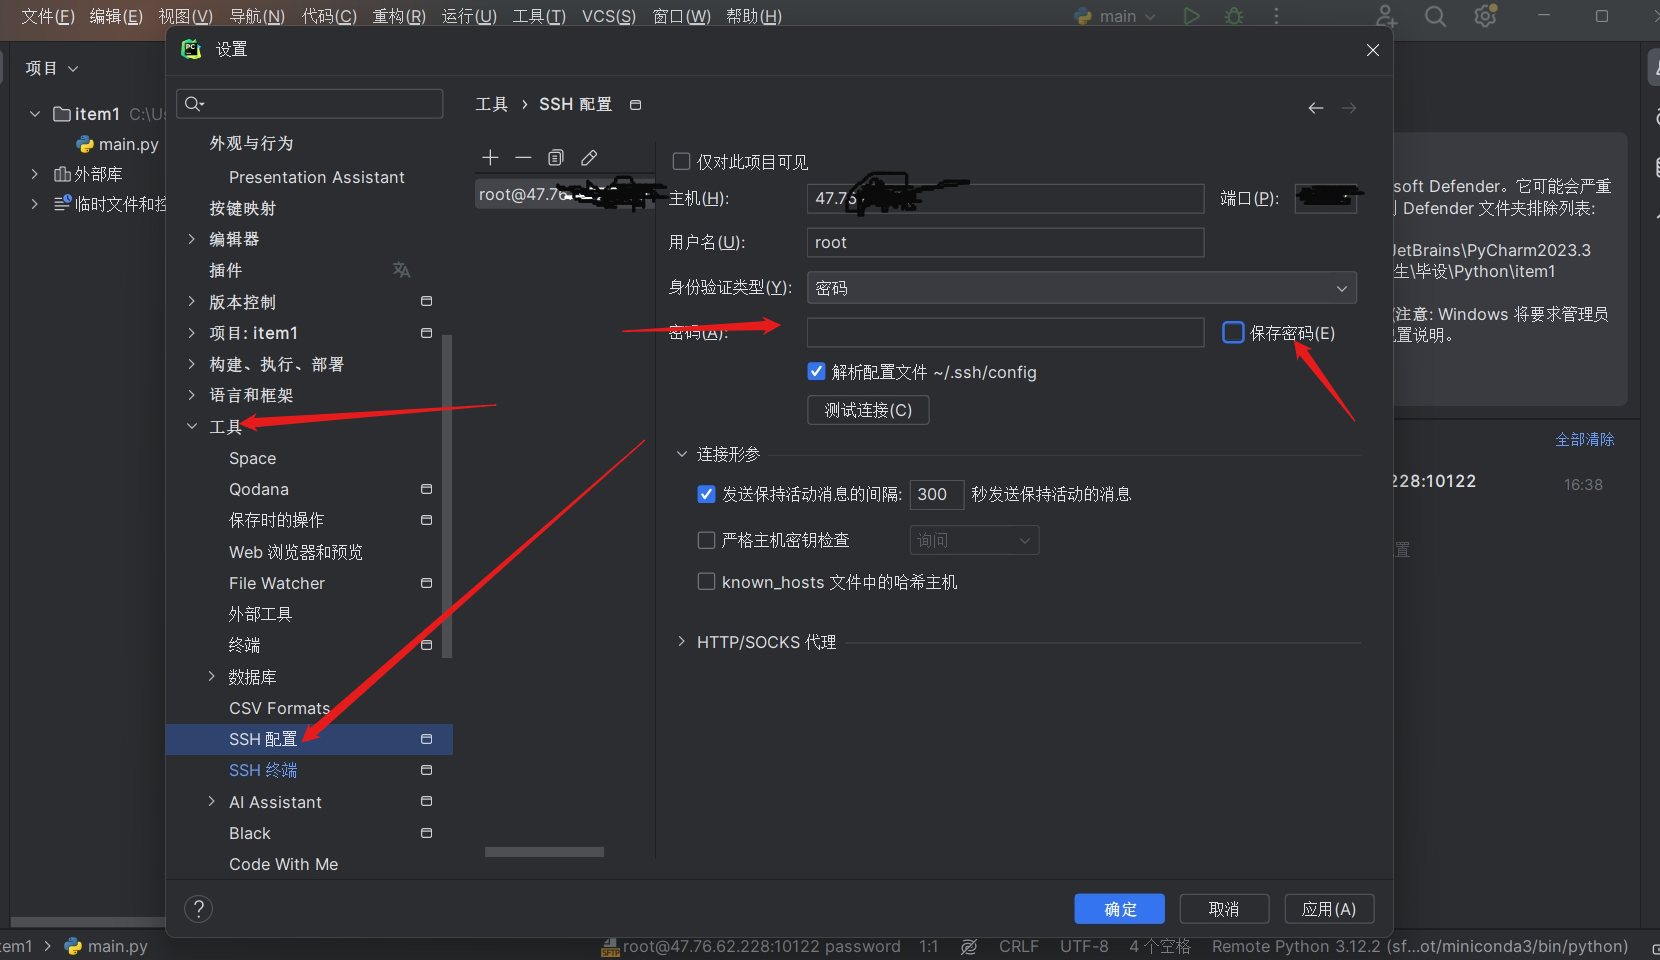 文件(F) 编辑(E) 视图(V) 导航(N) 代码(C) 重构(R) 运行(U) 工具(T) VCS(S) 窗口(W) 帮助(H) main
设置
项目
item1 C:\Us
main.py
外部库
临时文件和控
外观与行为
Presentation Assistant
按键映射
编辑器
插件
版本控制
项目: item1
构建、执行、部署
语言和框架
工具
Space
Qodana
保存时的操作
Web 浏览器和预览
File Watcher
外部工具
终端
数据库
CSV Formats
SSH 配置
SSH 终端
AI Assistant
Black
Code With Me
工具 › SSH 配置
root@47.76
仅对此项目可见
主机(H): 47.76 端口(P):
用户名(U): root
身份验证类型(Y): 密码
密码(A): 保存密码(E)
解析配置文件 ~/.ssh/config
测试连接(C)
连接形参
发送保持活动消息的间隔: 300 秒发送保持活动的消息
严格主机密钥检查 询问
known_hosts 文件中的哈希主机
HTTP/SOCKS 代理
? 确定 取消 应用(A)
soft Defender。它可能会严重
Defender 文件夹排除列表:
JetBrains\PyCharm2023.3
生\毕设\Python\item1
注意: Windows 将要求管理员
置说明。
全部清除
228:10122 16:38
置
tem1 › main.py root@47.76.62.228:10122 password 1:1 CRLF UTF-8 4 个空格 Remote Python 3.12.2 (sf...ot/miniconda3/bin/python)